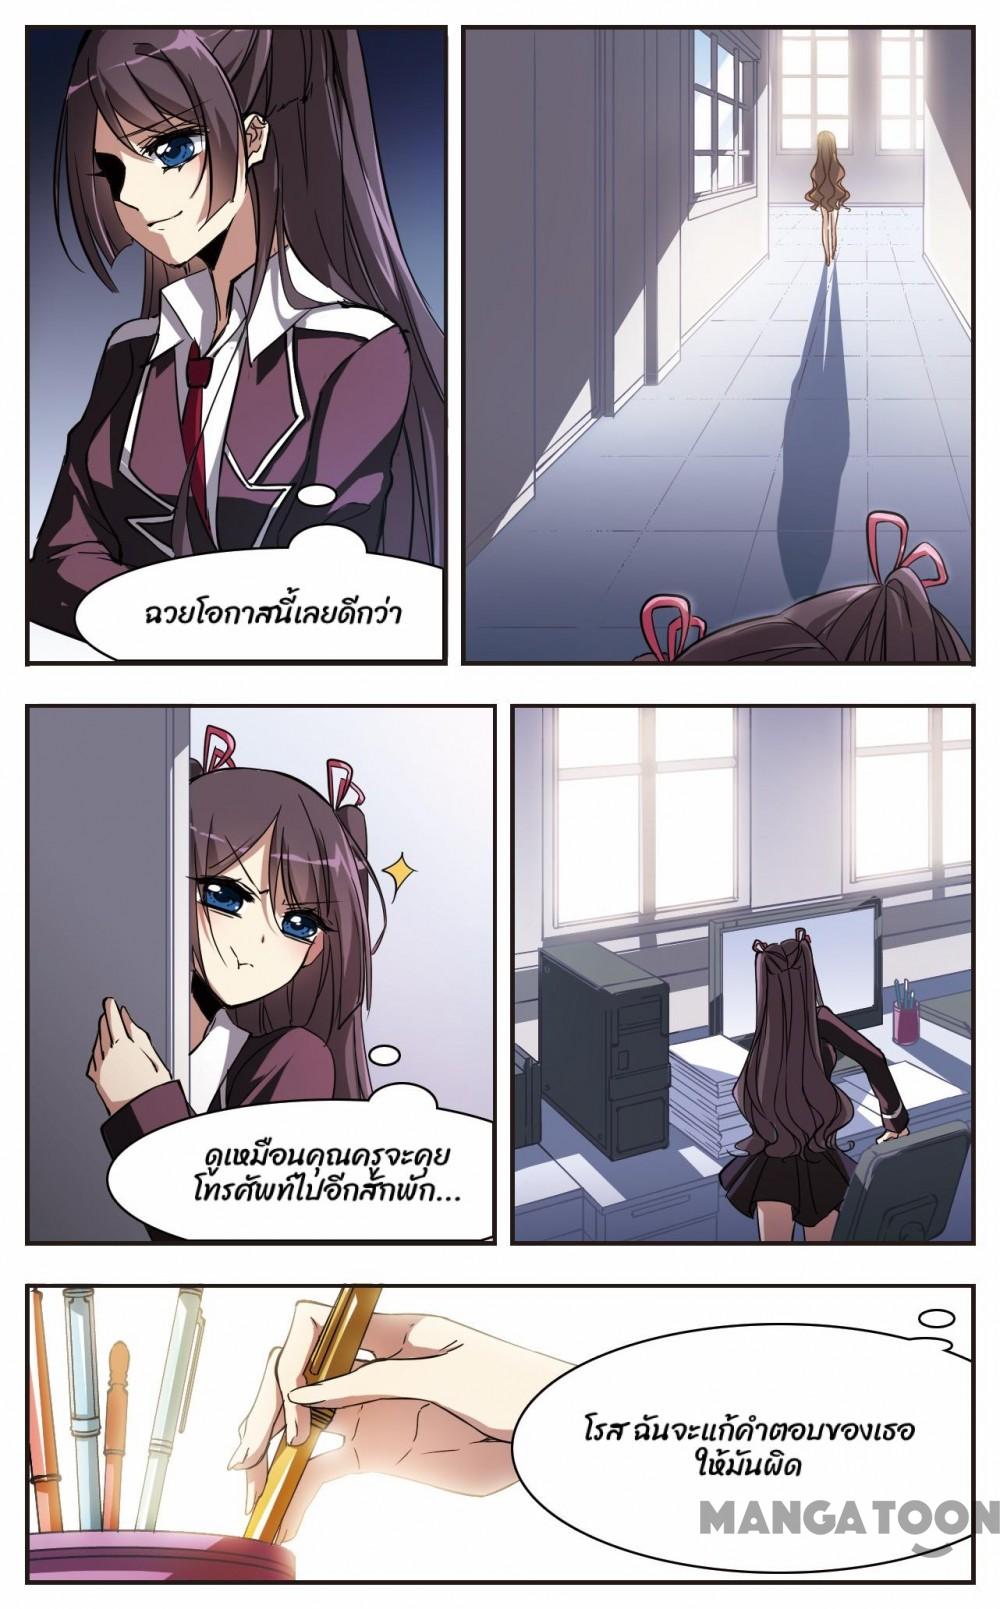 ฉวยโอกาสนี้เลยดีกว่า
ดูเหมือนคุณครูจะคุย
โทรศัพท์ไปอีกสักพัก...
โรส ฉันจะแก้คำตอบของเธอ
ให้มันผิด
MANGATOON